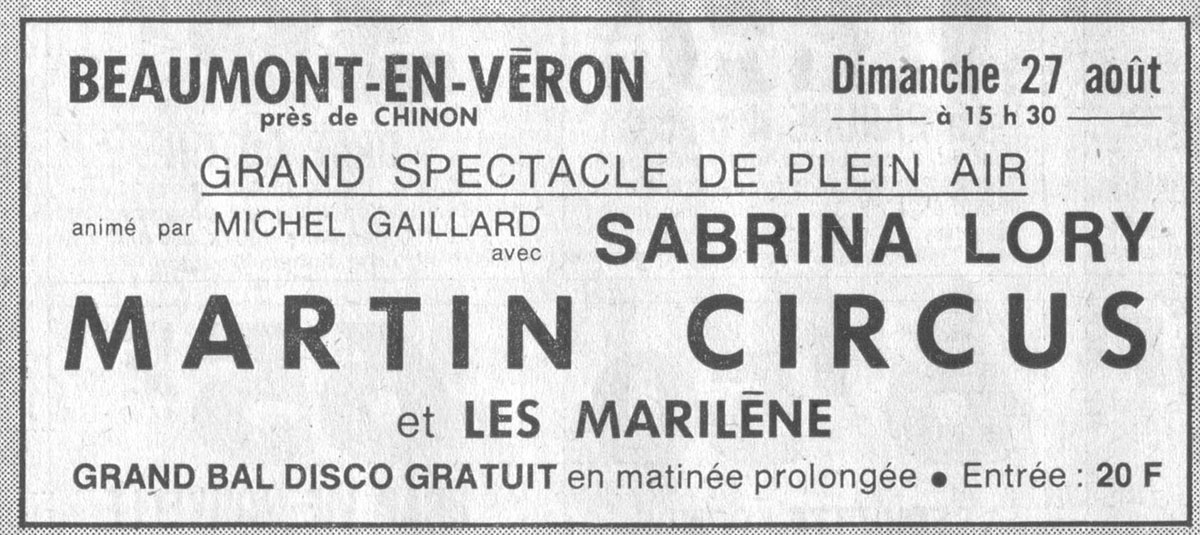 BEAUMONT-EN-VĒRON
près de CHINON
Dimanche 27 août
à 15 h 30
GRAND SPECTACLE DE PLEIN AIR
animé par MICHEL GAILLARD
avec
SABRINA LORY
MARTIN CIRCUS
et LES MARILĒNE
GRAND BAL DISCO GRATUIT en matinée prolongée ● Entrée : 20 F